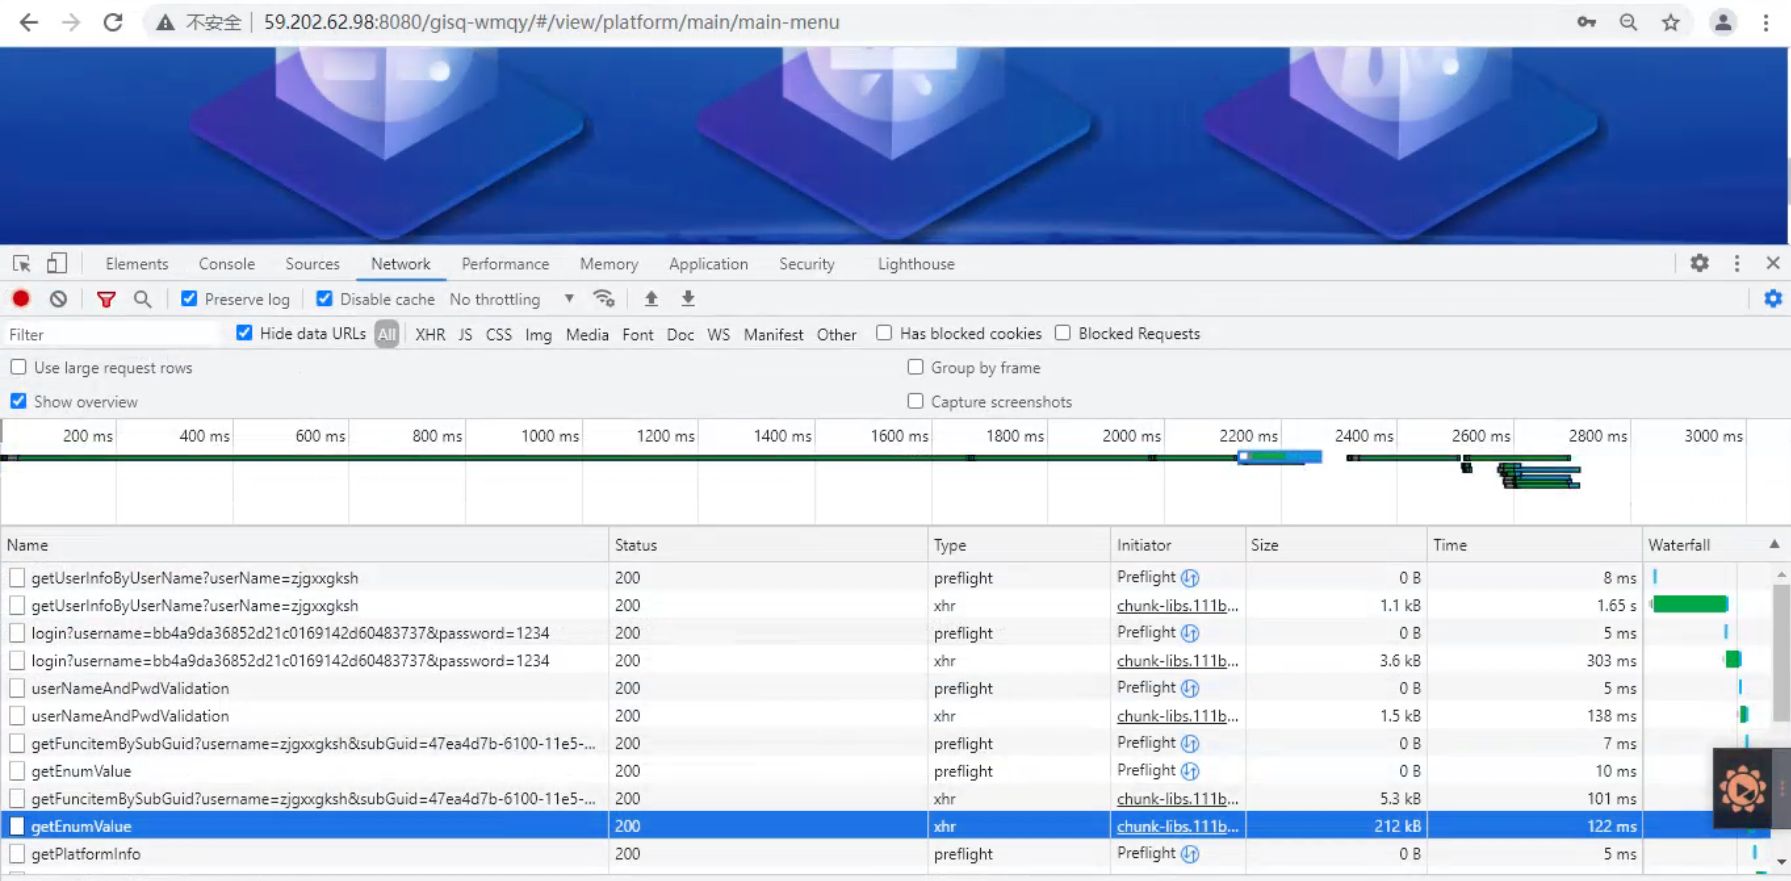 不安全 | 59.202.62.98:8080/gisq-wmqy/#/view/platform/main/main-menu
Elements Console Sources Network Performance Memory Application Security Lighthouse
Preserve log Disable cache No throttling
Filter Hide data URLs All XHR JS CSS Img Media Font Doc WS Manifest Other Has blocked cookies Blocked Requests
Use large request rows Group by frame
Show overview Capture screenshots
200 ms 400 ms 600 ms 800 ms 1000 ms 1200 ms 1400 ms 1600 ms 1800 ms 2000 ms 2200 ms 2400 ms 2600 ms 2800 ms 3000 ms
Name Status Type Initiator Size Time Waterfall
getUserInfoByUserName?userName=zjgxxgksh 200 preflight Preflight 0 B 8 ms
getUserInfoByUserName?userName=zjgxxgksh 200 xhr chunk-libs.111b... 1.1 kB 1.65 s
login?username=bb4a9da36852d21c0169142d60483737&password=1234 200 preflight Preflight 0 B 5 ms
login?username=bb4a9da36852d21c0169142d60483737&password=1234 200 xhr chunk-libs.111b... 3.6 kB 303 ms
userNameAndPwdValidation 200 preflight Preflight 0 B 5 ms
userNameAndPwdValidation 200 xhr chunk-libs.111b... 1.5 kB 138 ms
getFuncitemBySubGuid?username=zjgxxgksh&subGuid=47ea4d7b-6100-11e5-... 200 preflight Preflight 0 B 7 ms
getEnumValue 200 preflight Preflight 0 B 10 ms
getFuncitemBySubGuid?username=zjgxxgksh&subGuid=47ea4d7b-6100-11e5-... 200 xhr chunk-libs.111b... 5.3 kB 101 ms
getEnumValue 200 xhr chunk-libs.111b... 212 kB 122 ms
getPlatformInfo 200 preflight Preflight 0 B 5 ms